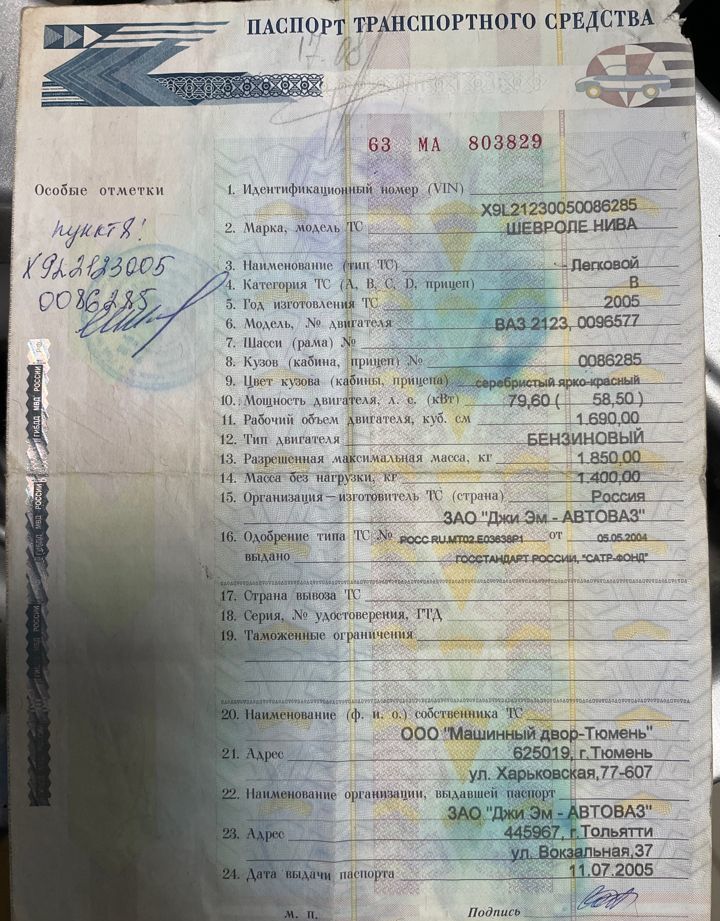 ПАСПОРТ ТРАНСПОРТНОГО СРЕДСТВА
17.08
63 МА 803829
Особые отметки
пункт 8!
X9L2123005
0086285
1. Идентификационный номер (VIN)
X9L21230050086285
2. Марка, модель ТС ШЕВРОЛЕ НИВА
3. Наименование (тип ТС) - Легковой
4. Категория ТС (А, В, С, D, прицеп) В
5. Год изготовления ТС 2005
6. Модель, № двигателя ВАЗ 2123, 0096577
7. Шасси (рама) №
8. Кузов (кабина, прицеп) № 0086285
9. Цвет кузова (кабины, прицепа) серебристый ярко-красный
10. Мощность двигателя, л. с. (кВт) 79,60 ( 58,50 )
11. Рабочий объем двигателя, куб. см 1.690,00
12. Тип двигателя БЕНЗИНОВЫЙ
13. Разрешенная максимальная масса, кг 1.850,00
14. Масса без нагрузки, кг 1.400,00
15. Организация — изготовитель ТС (страна) Россия
ЗАО "Джи Эм - АВТОВАЗ"
16. Одобрение типа ТС № РОСС RU.МТ02.Е03638Р1 от 05.05.2004
выдано ГОССТАНДАРТ РОССИИ, "САТР-ФОНД"
17. Страна вывоза ТС
18. Серия, № удостоверения, ГТД
19. Таможенные ограничения
20. Наименование (ф. и. о.) собственника ТС
ООО "Машинный двор-Тюмень"
21. Адрес 625019, г.Тюмень
ул. Харьковская,77-607
22. Наименование организации, выдавшей паспорт
ЗАО "Джи Эм - АВТОВАЗ"
23. Адрес 445967, г.Тольятти
ул. Вокзальная,37
24. Дата выдачи паспорта 11.07.2005
М. П. Подпись
ГИБДД МВД РОССИИ